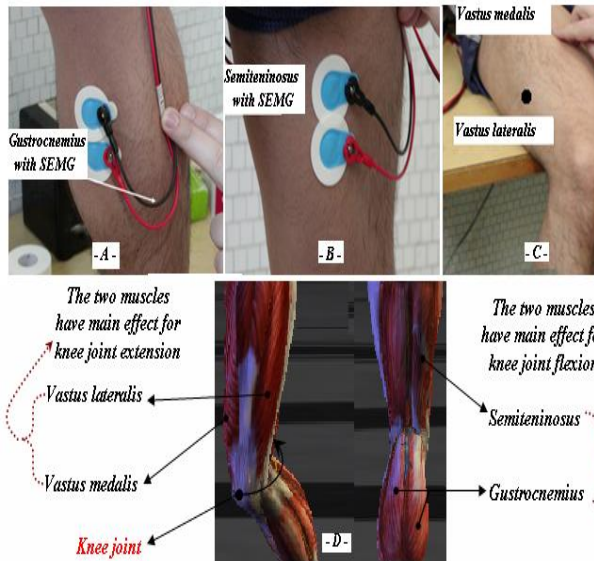 Gustrocnemius
with SEMG
-A-
Semiteninosus
with SEMG
-B-
Vastus medalis
Vastus lateralis
-C-
The two muscles
have main effect for
knee joint extension
Vastus lateralis
Vastus medalis
Knee joint
-D-
The two muscles
have main effect fo
knee joint flexion
Semiteninosus
Gustrocnemius